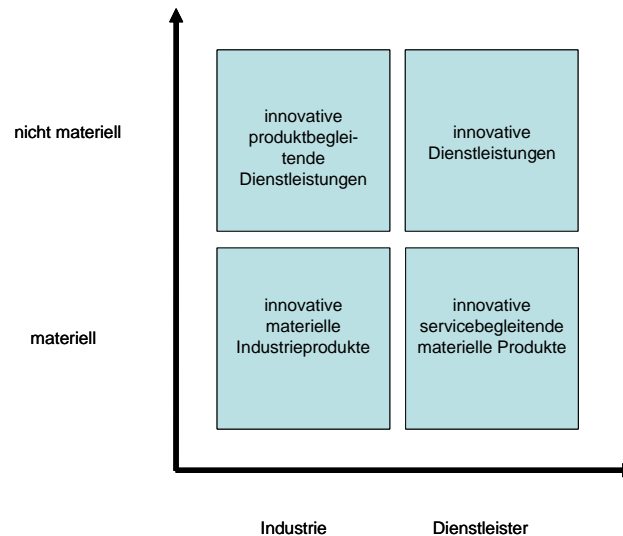 nicht materiell
innovative
produktbeglei-
tende
Dienstleistungen
innovative
Dienstleistungen
materiell
innovative
materielle
Industrieprodukte
innovative
servicebegleitende
materielle Produkte
Industrie
Dienstleister